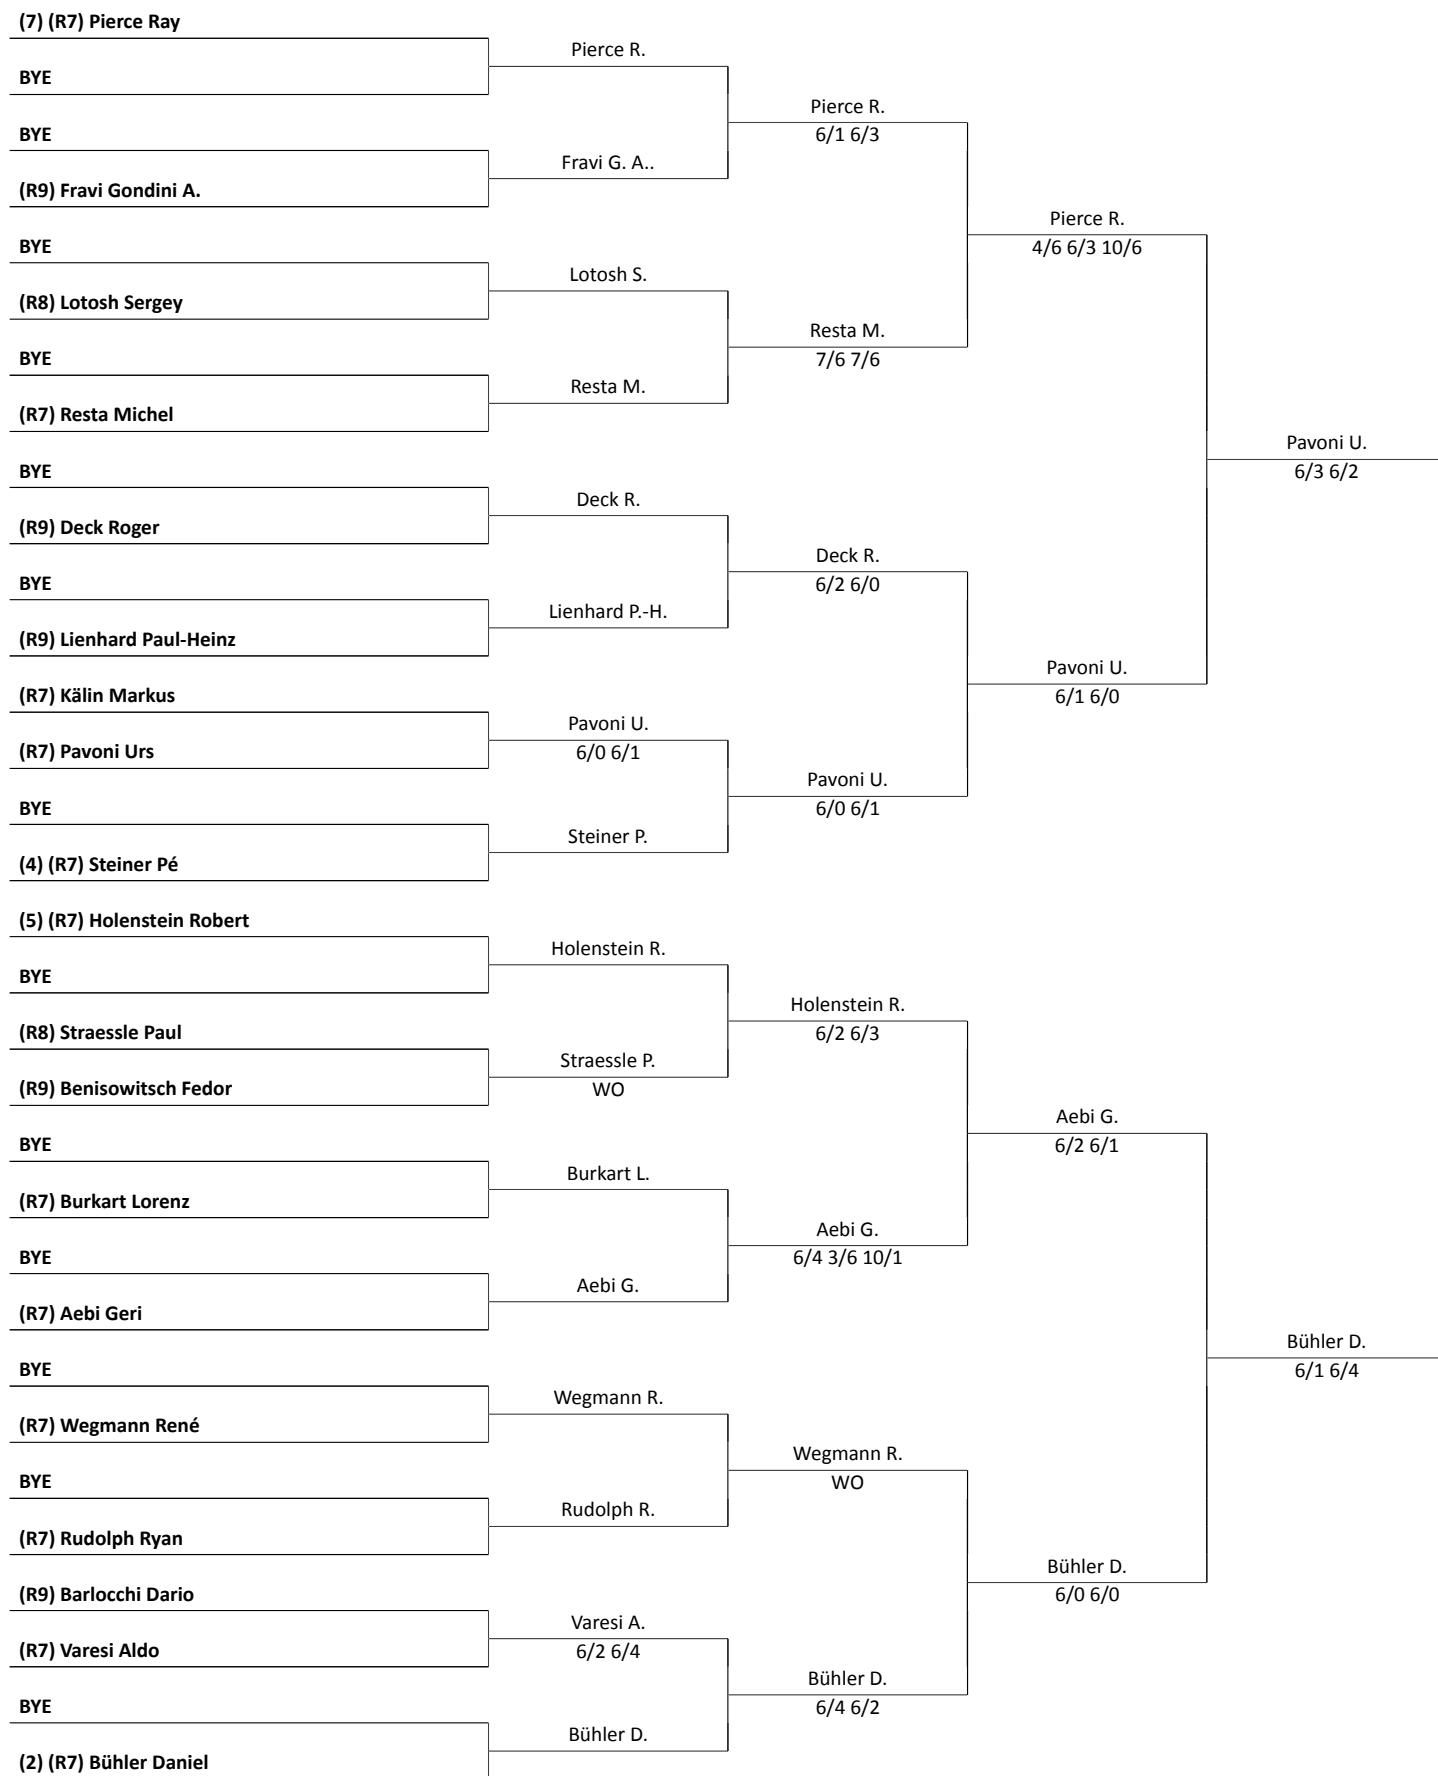 (7) (R7) Pierce Ray
Pierce R.
BYE
Pierce R.
6/1 6/3
BYE
Fravi G. A..
(R9) Fravi Gondini A.
Pierce R.
4/6 6/3 10/6
BYE
Lotosh S.
(R8) Lotosh Sergey
Resta M.
7/6 7/6
BYE
Resta M.
(R7) Resta Michel
Pavoni U.
6/3 6/2
BYE
Deck R.
(R9) Deck Roger
Deck R.
6/2 6/0
BYE
Lienhard P.-H.
(R9) Lienhard Paul-Heinz
Pavoni U.
6/1 6/0
(R7) Kälin Markus
Pavoni U.
6/0 6/1
(R7) Pavoni Urs
Pavoni U.
6/0 6/1
BYE
Steiner P.
(4) (R7) Steiner Pé
(5) (R7) Holenstein Robert
Holenstein R.
BYE
Holenstein R.
6/2 6/3
(R8) Straessle Paul
Straessle P.
WO
(R9) Benisowitsch Fedor
Aebi G.
6/2 6/1
BYE
Burkart L.
(R7) Burkart Lorenz
Aebi G.
6/4 3/6 10/1
BYE
Aebi G.
(R7) Aebi Geri
Bühler D.
6/1 6/4
BYE
Wegmann R.
(R7) Wegmann René
Wegmann R.
WO
BYE
Rudolph R.
(R7) Rudolph Ryan
Bühler D.
6/0 6/0
(R9) Barlocchi Dario
Varesi A.
6/2 6/4
(R7) Varesi Aldo
Bühler D.
6/4 6/2
BYE
Bühler D.
(2) (R7) Bühler Daniel